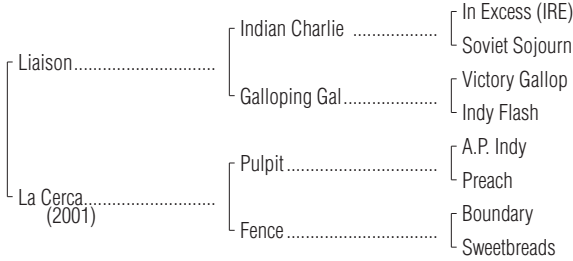 In Excess (IRE)
Indian Charlie ......................
Soviet Sojourn
Liaison..............................
Victory Gallop
Galloping Gal........................
Indy Flash
A.P. Indy
Pulpit ......................................
Preach
La Cerca............................
(2001)
Boundary
Fence ......................................
Sweetbreads